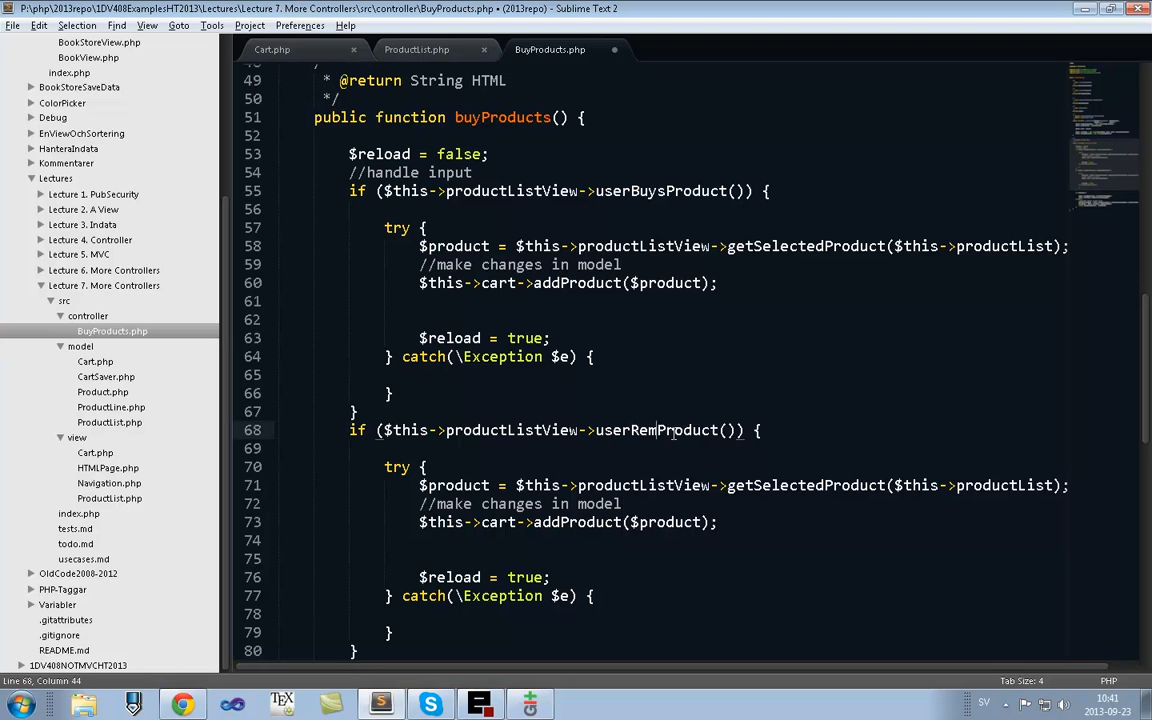 P:\php\2013repo\1DV408ExamplesHT2013\Lectures\Lecture 7. More Controllers\src\controller\BuyProducts.php • (2013repo) - Sublime Text 2
File Edit Selection Find View Goto Tools Project Preferences Help
BookStoreView.php
BookView.php
index.php
BookStoreSaveData
ColorPicker
Debug
EnViewOchSortering
HanteraIndata
Kommentarer
Lectures
Lecture 1. PubSecurity
Lecture 2. A View
Lecture 3. Indata
Lecture 4. Controller
Lecture 5. MVC
Lecture 6. More Controllers
Lecture 7. More Controllers
src
controller
BuyProducts.php
model
Cart.php
CartSaver.php
Product.php
ProductLine.php
ProductList.php
view
Cart.php
HTMLPage.php
Navigation.php
ProductList.php
index.php
tests.md
todo.md
usecases.md
OldCode2008-2012
PHP-Taggar
Variabler
.gitattributes
.gitignore
README.md
1DV408NOTMVCHT2013
Cart.php × ProductList.php × BuyProducts.php •
49 * @return String HTML
50 */
51 public function buyProducts() {
52
53 $reload = false;
54 //handle input
55 if ($this->productListView->userBuysProduct()) {
56
57 try {
58 $product = $this->productListView->getSelectedProduct($this->productList);
59 //make changes in model
60 $this->cart->addProduct($product);
61
62
63 $reload = true;
64 } catch(\Exception $e) {
65
66 }
67 }
68 if ($this->productListView->userRemProduct()) {
69
70 try {
71 $product = $this->productListView->getSelectedProduct($this->productList);
72 //make changes in model
73 $this->cart->addProduct($product);
74
75
76 $reload = true;
77 } catch(\Exception $e) {
78
79 }
80 }
Line 68, Column 44 Tab Size: 4 PHP
SV 10:41
2013-09-23